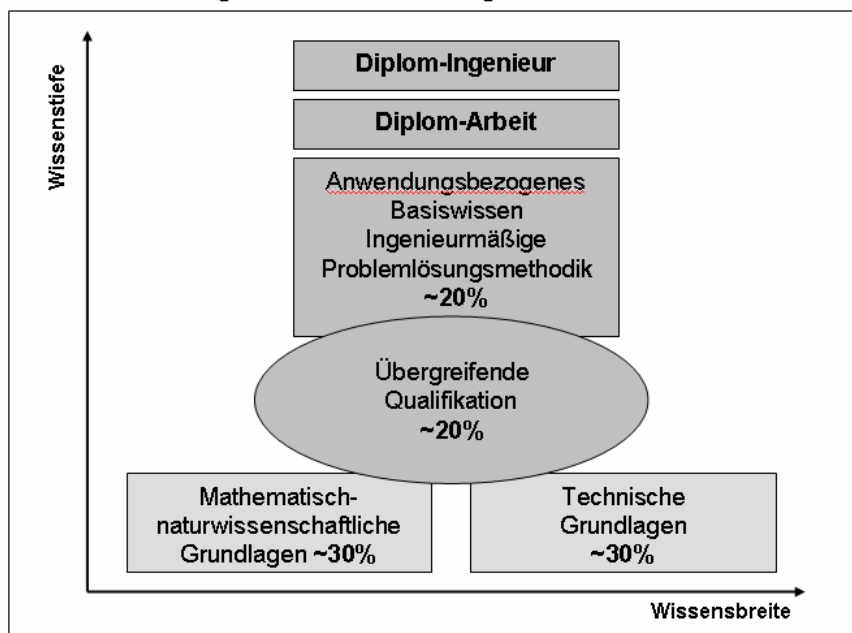 Wissenstiefe
Diplom-Ingenieur
Diplom-Arbeit
Anwendungsbezogenes
Basiswissen
Ingenieurmäßige
Problemlösungsmethodik
~20%
Übergreifende
Qualifikation
~20%
Mathematisch-
naturwissenschaftliche
Grundlagen ~30%
Technische
Grundlagen
~30%
Wissensbreite